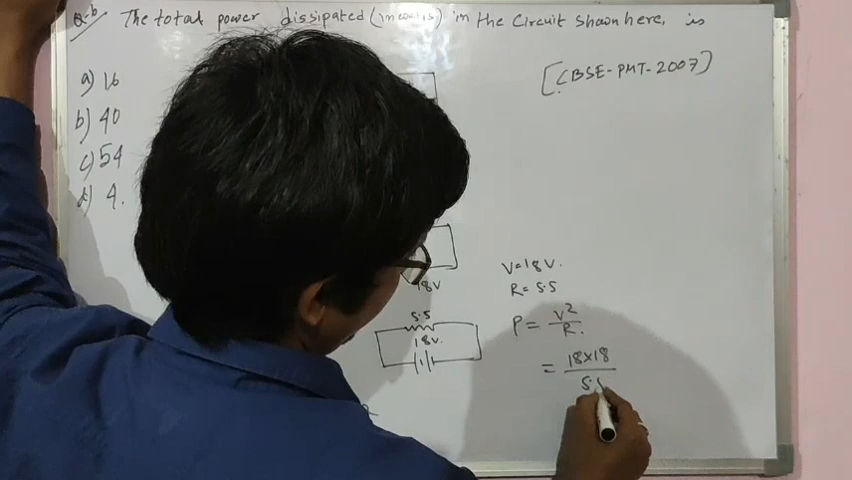 Q-6 The total power dissipated (in watts) in the Circuit shown here, is
[CBSE-PMT-2007]
a) 16
b) 40
c) 54
d) 4.
18V
V=18V.
R= 5.5
5.5
18V.
P = V²/R.
= 18×18/5.5